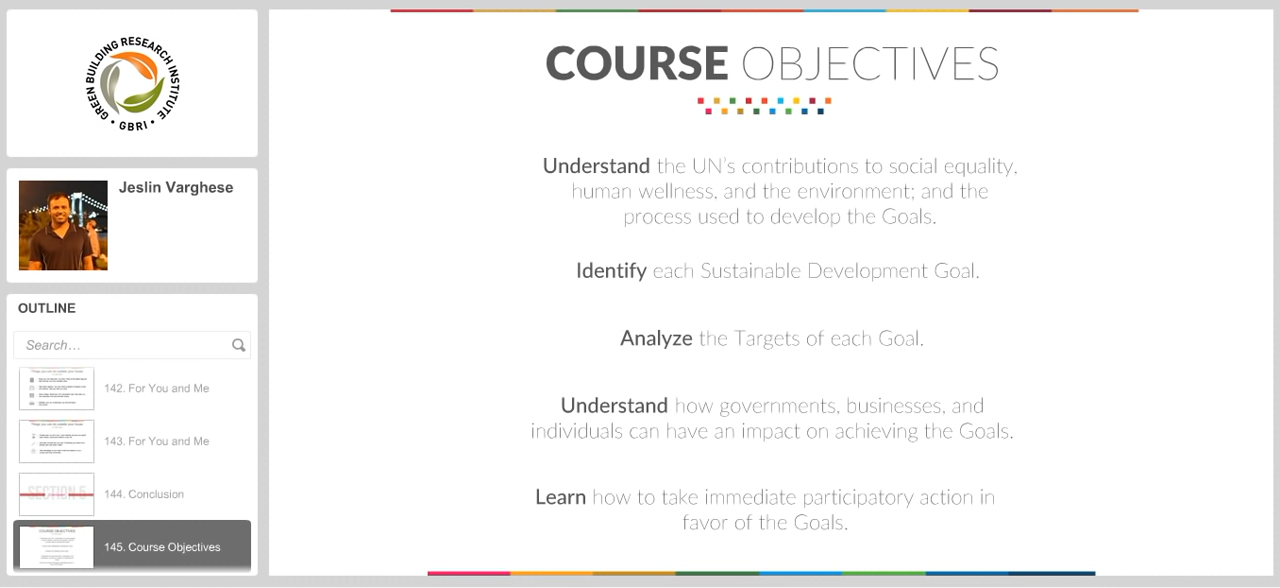 GREEN BUILDING RESEARCH INSTITUTE
• GBRI •
Jeslin Varghese
OUTLINE
Search...
142. For You and Me
143. For You and Me
SECTION 5
144. Conclusion
COURSE OBJECTIVES
145. Course Objectives
COURSE OBJECTIVES
Understand the UN's contributions to social equality,
human wellness, and the environment; and the
process used to develop the Goals.
Identify each Sustainable Development Goal.
Analyze the Targets of each Goal.
Understand how governments, businesses, and
individuals can have an impact on achieving the Goals.
Learn how to take immediate participatory action in
favor of the Goals.